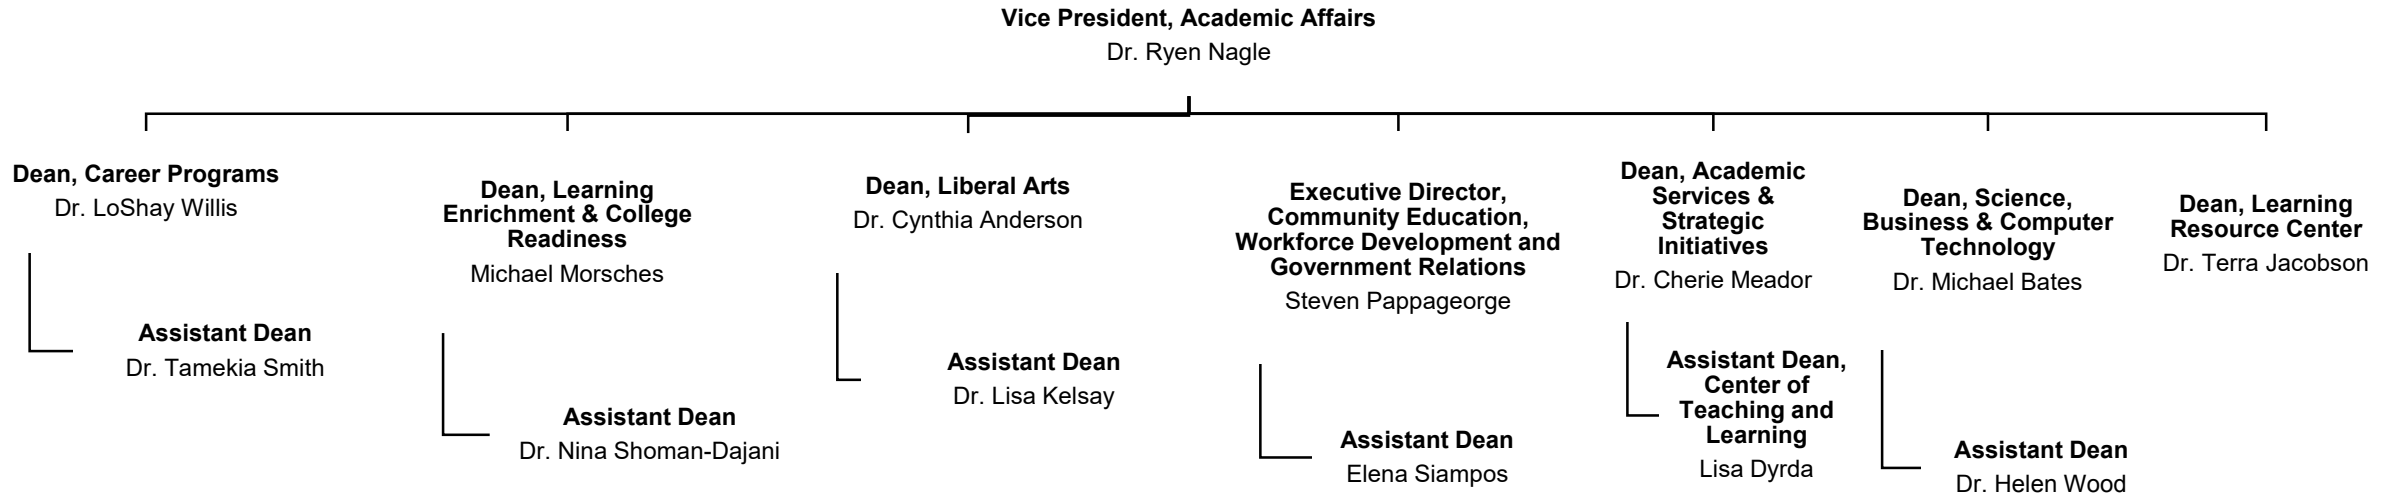 Vice President, Academic Affairs
Dr. Ryen Nagle
Dean, Career Programs
Dr. LoShay Willis
Assistant Dean
Dr. Tamekia Smith
Dean, Learning
Enrichment & College
Readiness
Michael Morsches
Assistant Dean
Dr. Nina Shoman-Dajani
Dean, Liberal Arts
Dr. Cynthia Anderson
Assistant Dean
Dr. Lisa Kelsay
Executive Director,
Community Education,
Workforce Development and
Government Relations
Steven Pappageorge
Assistant Dean
Elena Siampos
Dean, Academic
Services &
Strategic
Initiatives
Dr. Cherie Meador
Assistant Dean,
Center of
Teaching and
Learning
Lisa Dyrda
Dean, Science,
Business & Computer
Technology
Dr. Michael Bates
Assistant Dean
Dr. Helen Wood
Dean, Learning
Resource Center
Dr. Terra Jacobson